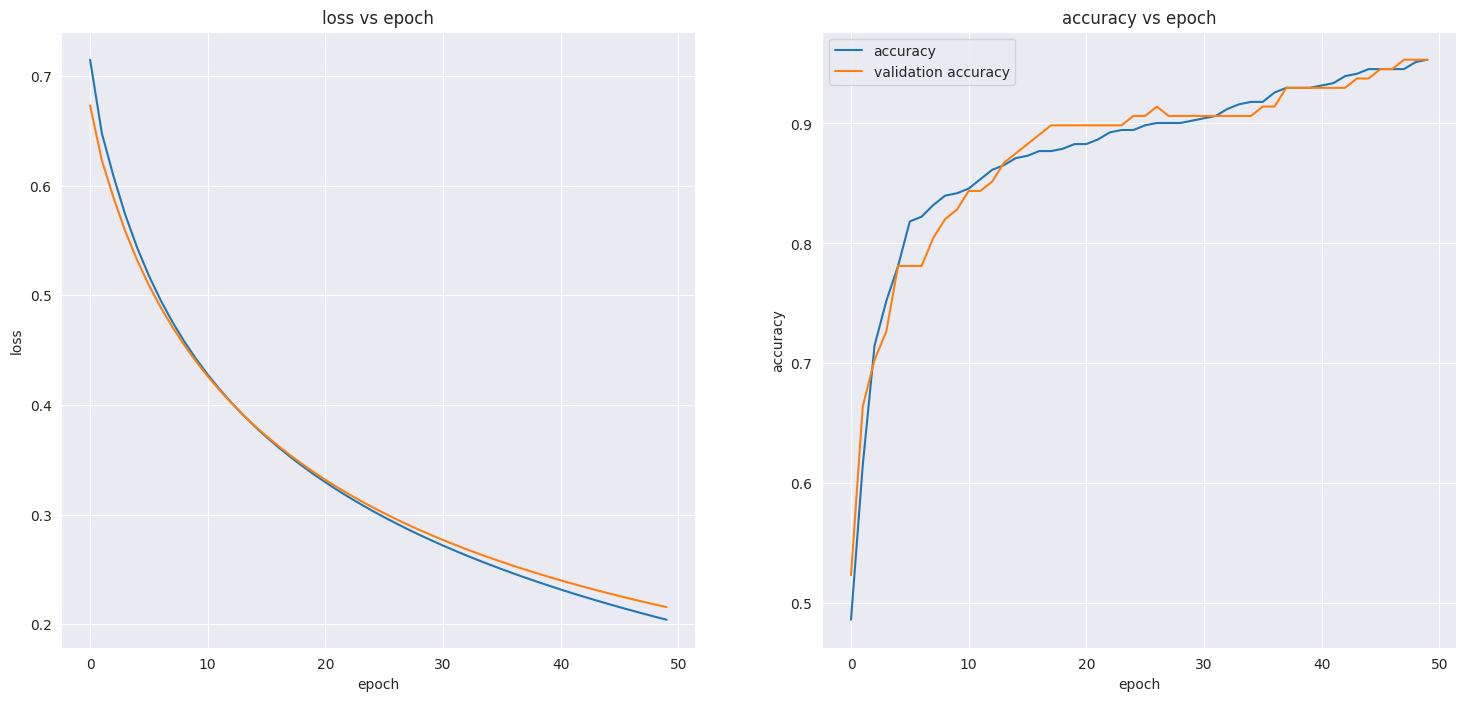 loss vs epoch
0.7
0.6
0.5
0.4
0.3
0.2
loss
0 10 20 30 40 50
epoch
accuracy vs epoch
accuracy
validation accuracy
0.9
0.8
0.7
0.6
0.5
accuracy
0 10 20 30 40 50
epoch